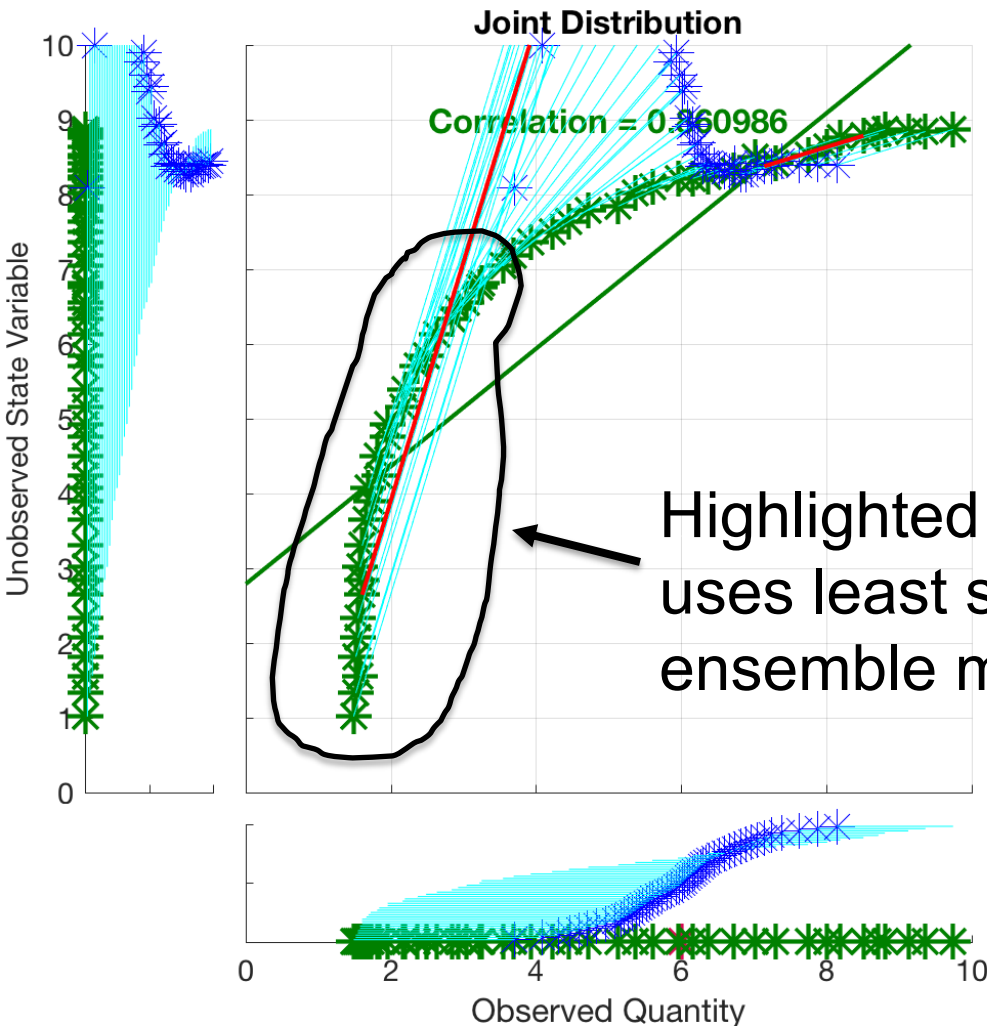 Joint Distribution
10
9
8
7
6
5
4
3
2
1
0
Unobserved State Variable
Correlation =
Highlighted
uses least s
ensemble m
0
2
4
6
8
10
Observed Quantity